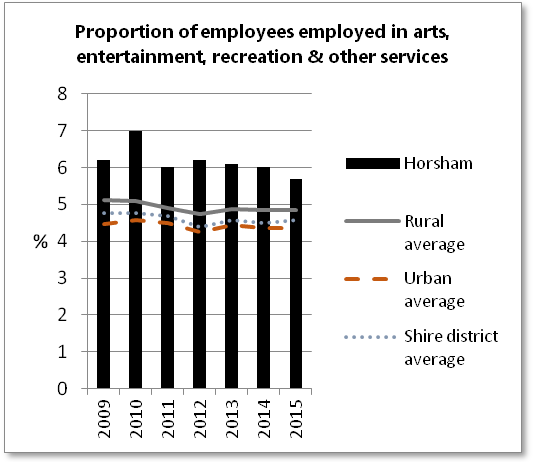 Proportion of employees employed in arts,
entertainment, recreation & other services
8
7
6
5
4
3
2
1
0
%
2009
2010
2011
2012
2013
2014
2015
Horsham
Rural
average
Urban
average
Shire district
average